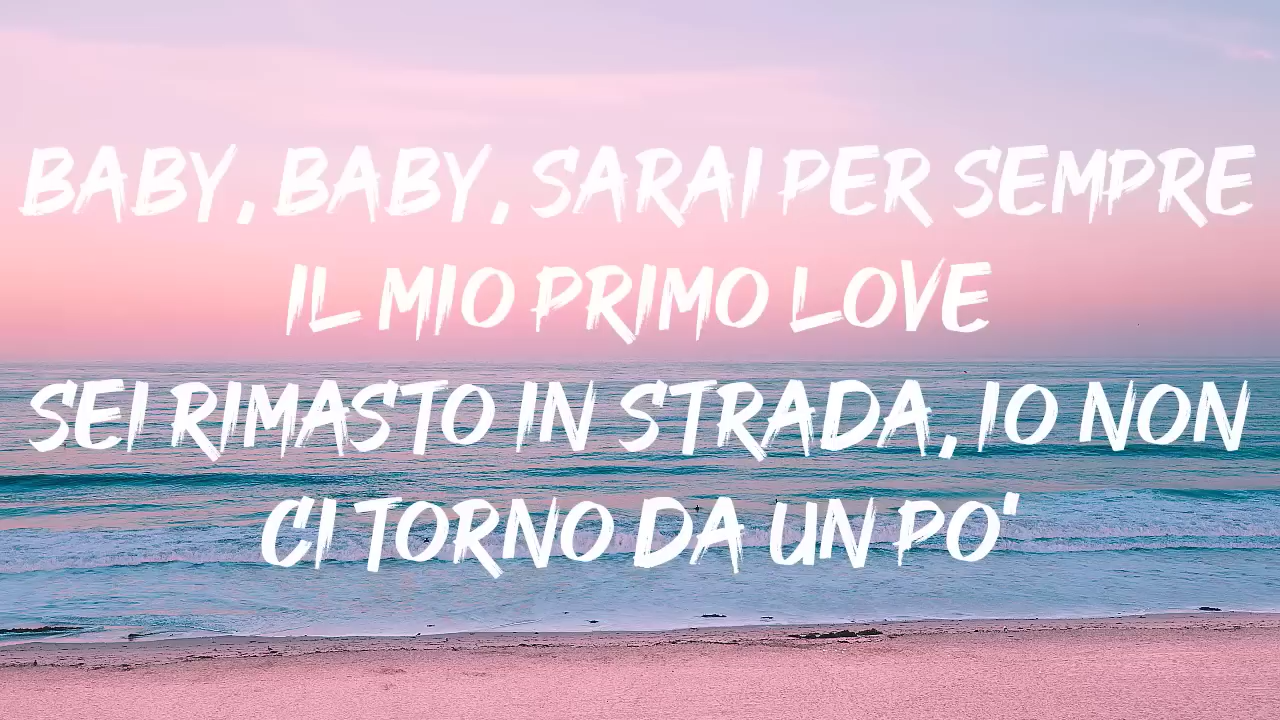 BABY, BABY, SARAI PER SEMPRE
IL MIO PRIMO LOVE
SEI RIMASTO IN STRADA, IO NON
CI TORNO DA UN PO'